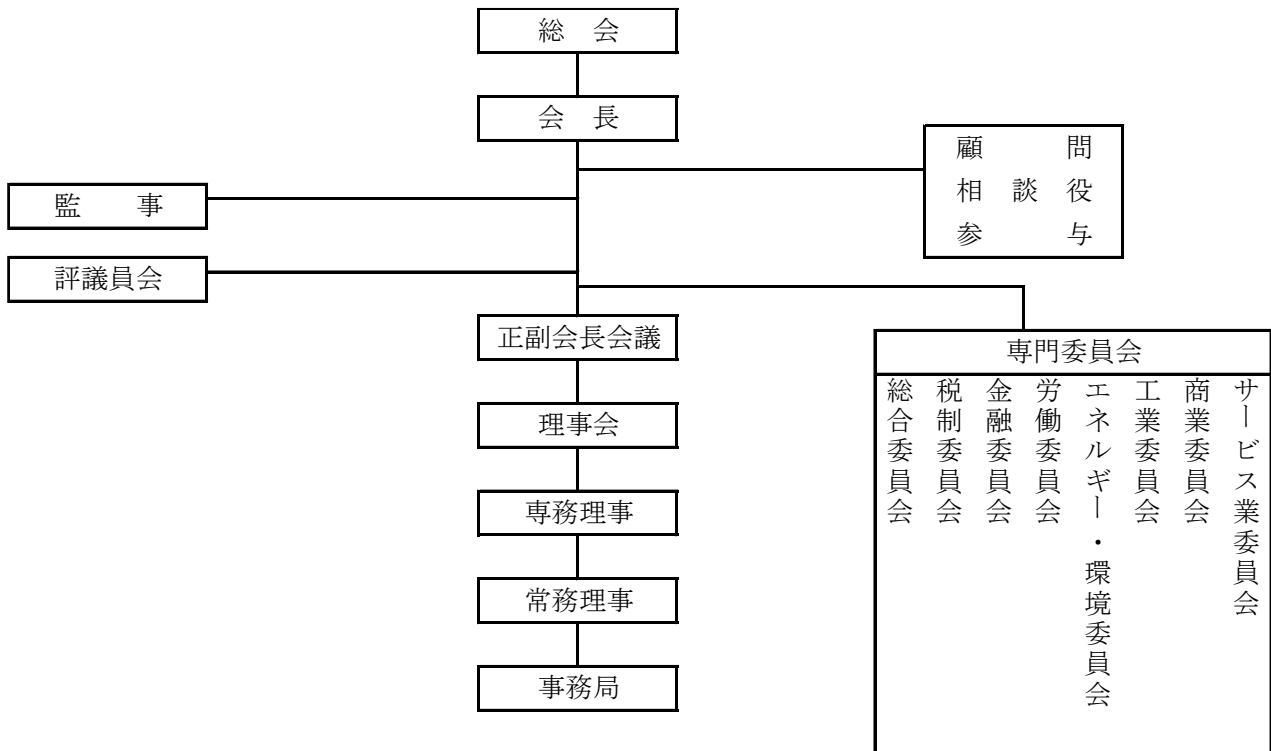 総　会
会　長
顧　　問
相　談　役
参　　与
監　　事
評議員会
正副会長会議
専門委員会
総合委員会
税制委員会
金融委員会
労働委員会
エネルギー・環境委員会
工業委員会
商業委員会
サービス業委員会
理事会
専務理事
常務理事
事務局